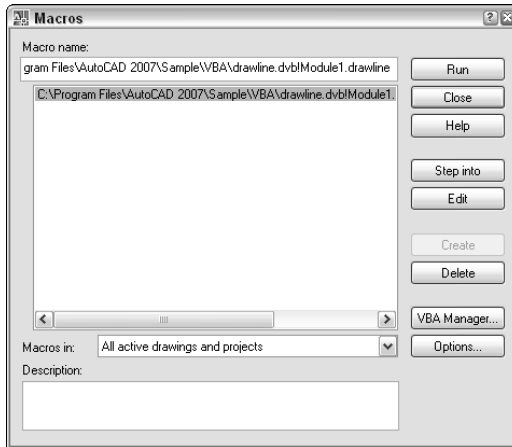 Macros
Macro name:
gram Files\AutoCAD 2007\Sample\VBA\drawline.dvb!Module1.drawline
C:\Program Files\AutoCAD 2007\Sample\VBA\drawline.dvb!Module1.
Run
Close
Help
Step into
Edit
Create
Delete
VBA Manager...
Macros in:
All active drawings and projects
Options...
Description: